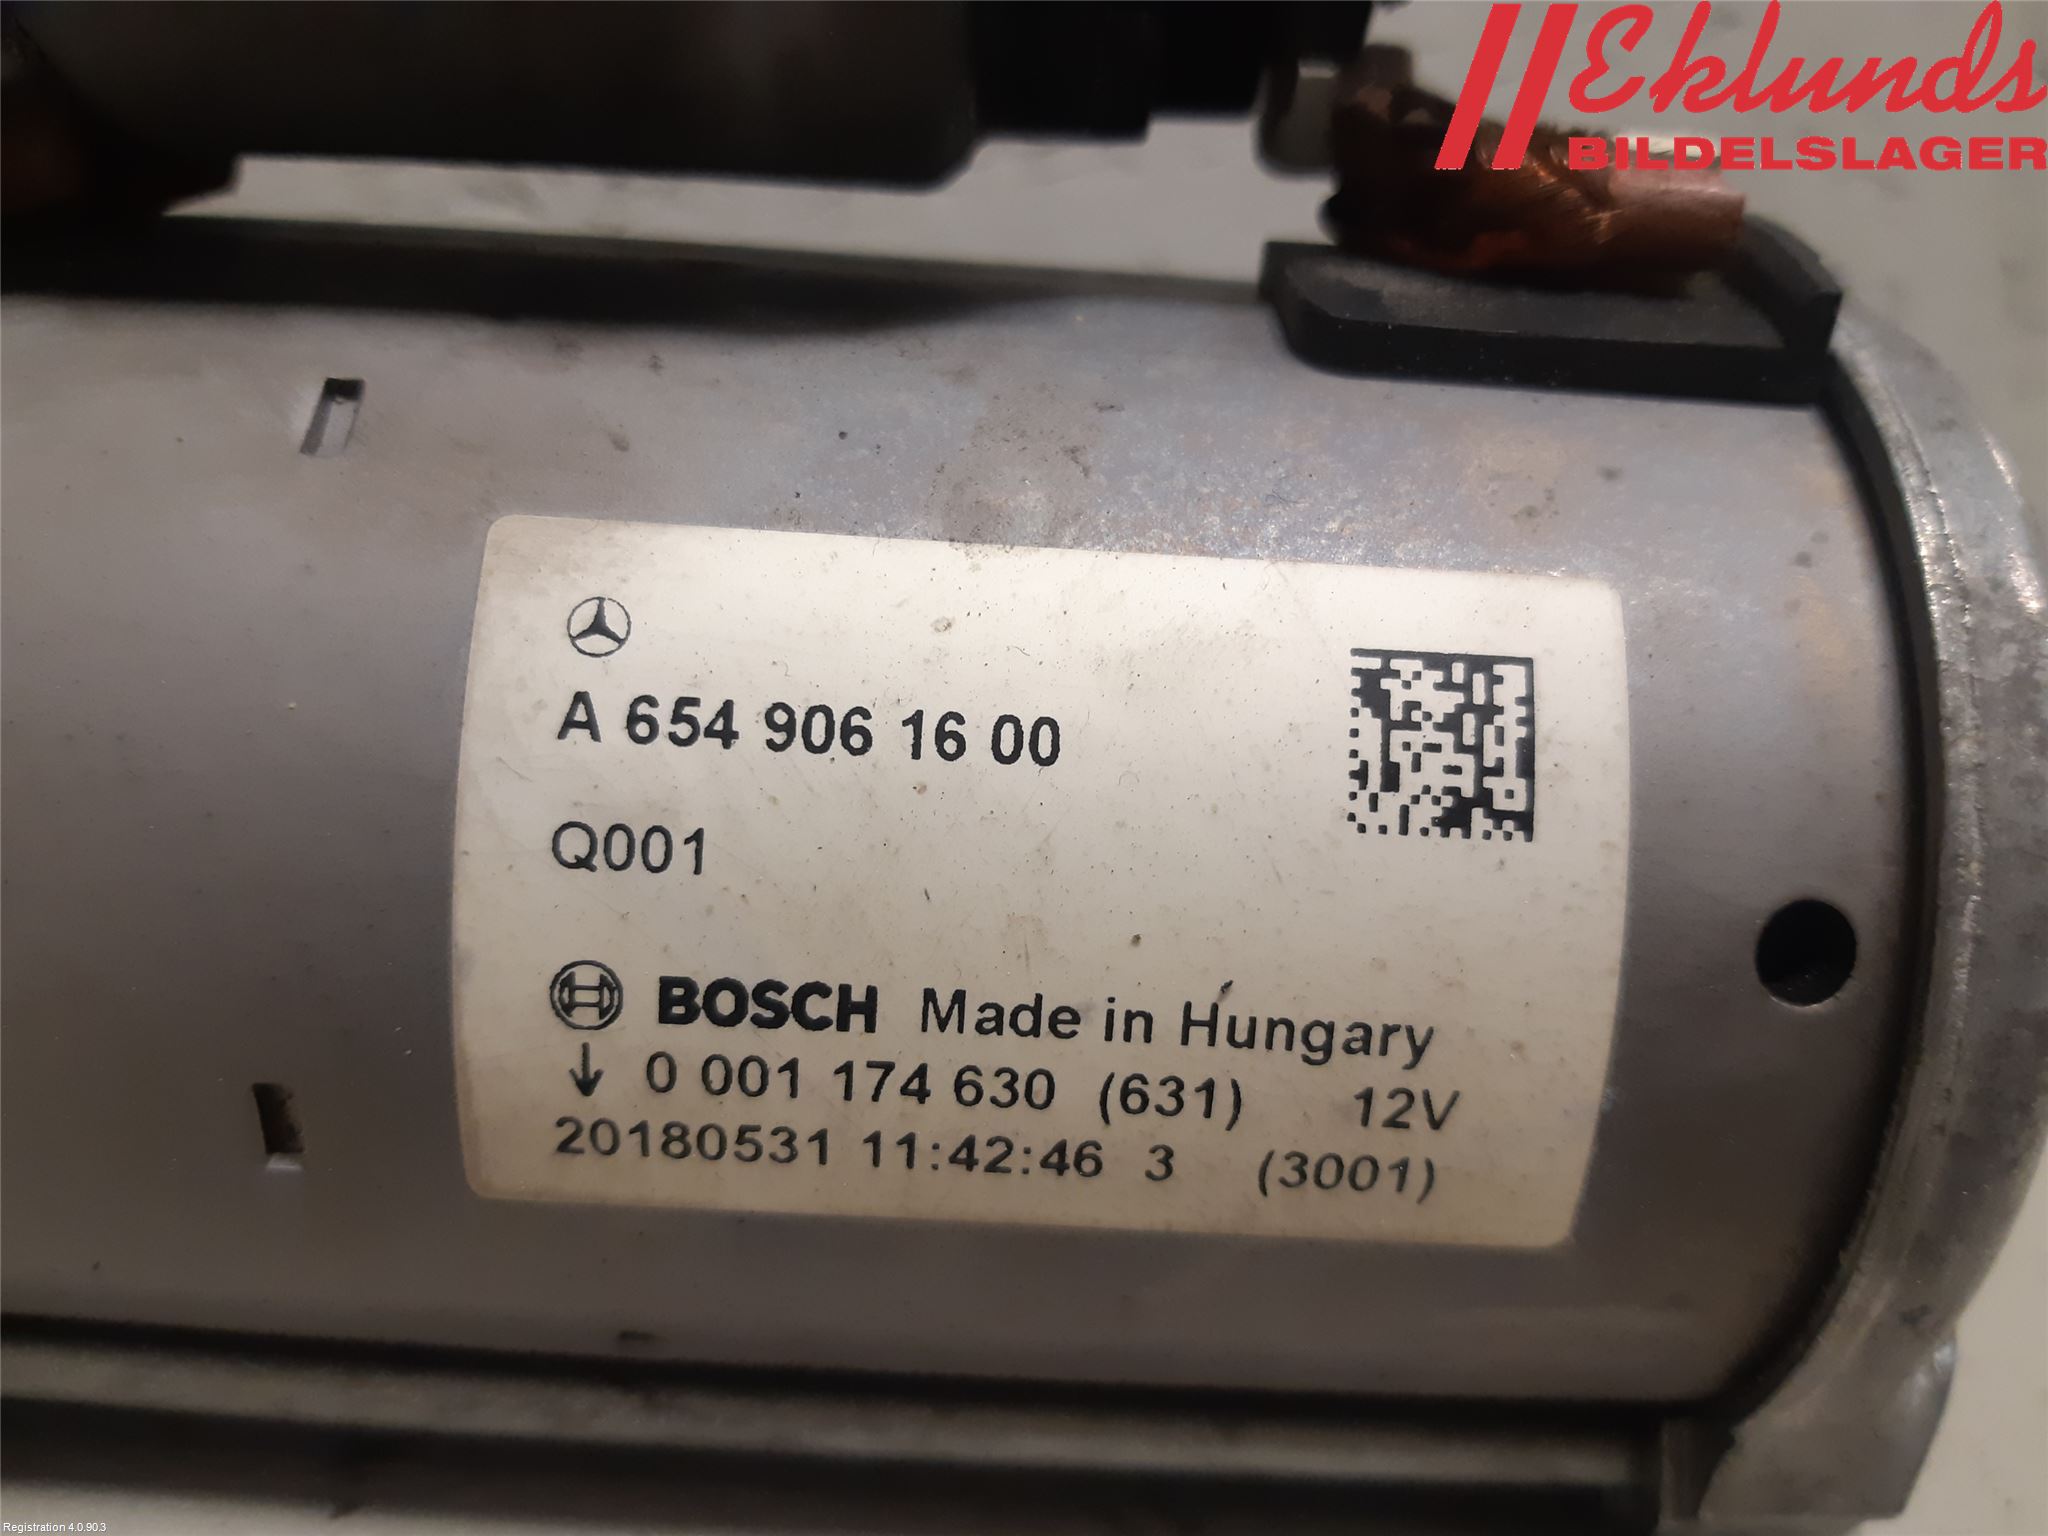 Eklunds
BILDELSLAGER
A 654 906 16 00
Q001
BOSCH Made in Hungary
↓ 0 001 174 630 (631) 12V
20180531 11:42:46 3 (3001)
Registration 4.0.90.3